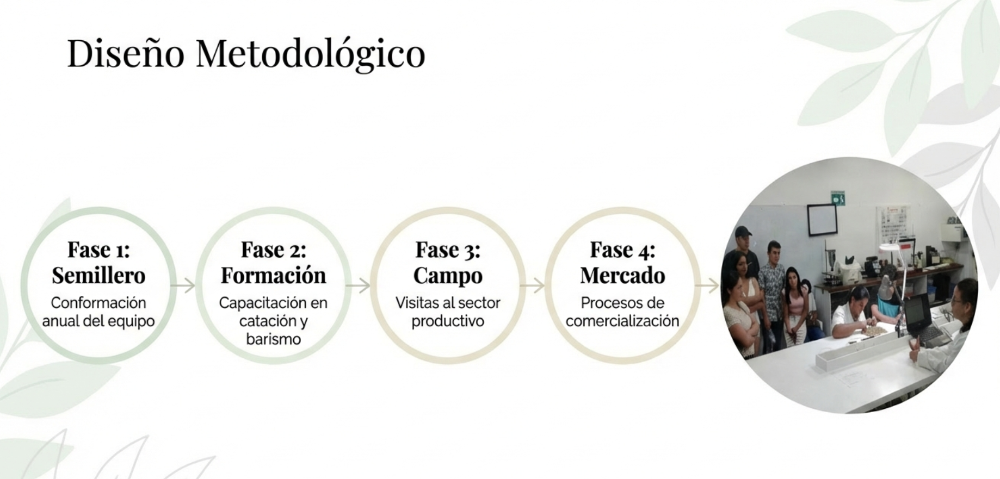 Diseño Metodológico
Fase 1:
Semillero
Conformación
anual del equipo
Fase 2:
Formación
Capacitación en
catación y
barismo
Fase 3:
Campo
Visitas al sector
productivo
Fase 4:
Mercado
Procesos de
comercialización